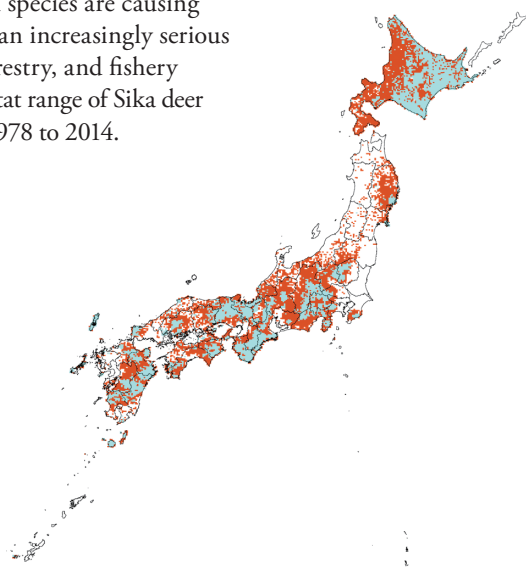 species are causing
an increasingly serious
restry, and fishery
tat range of Sika deer
978 to 2014.